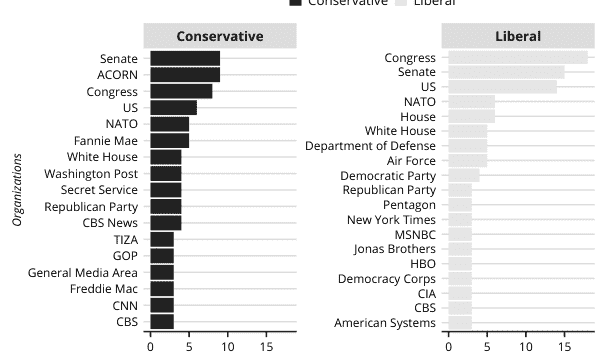 Conservative Liberal
Conservative
Senate
ACORN
Congress
US
NATO
Fannie Mae
White House
Washington Post
Secret Service
Republican Party
CBS News
TIZA
GOP
General Media Area
Freddie Mac
CNN
CBS
0 5 10 15
Organizations
Liberal
Congress
Senate
US
NATO
House
White House
Department of Defense
Air Force
Democratic Party
Republican Party
Pentagon
New York Times
MSNBC
Jonas Brothers
HBO
Democracy Corps
CIA
CBS
American Systems
0 5 10 15